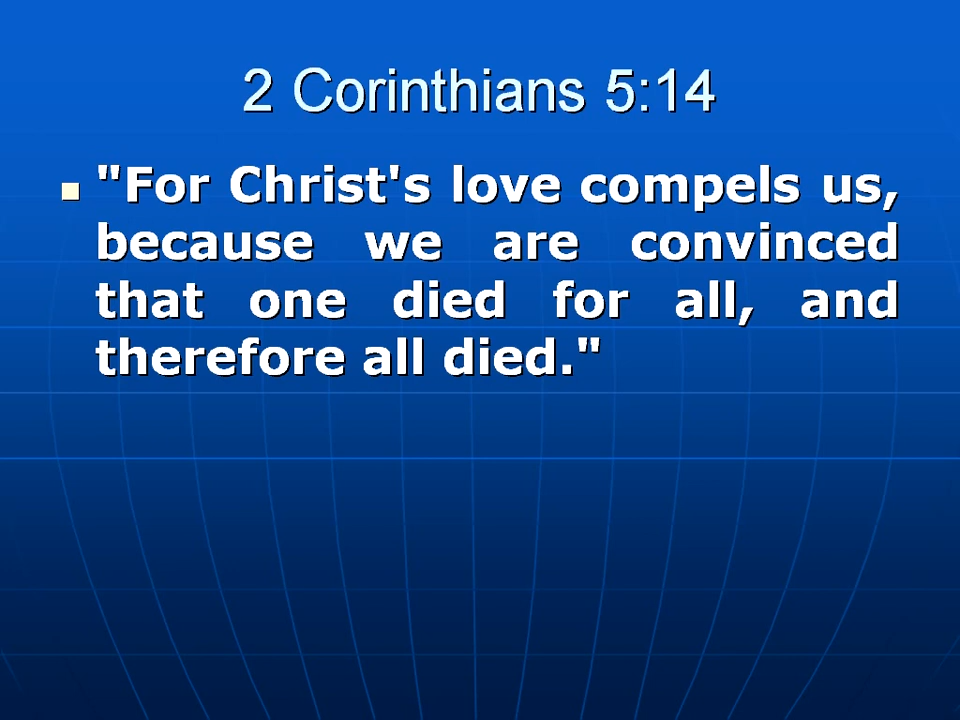 2 Corinthians 5:14
"For Christ's love compels us,
because we are convinced
that one died for all, and
therefore all died."